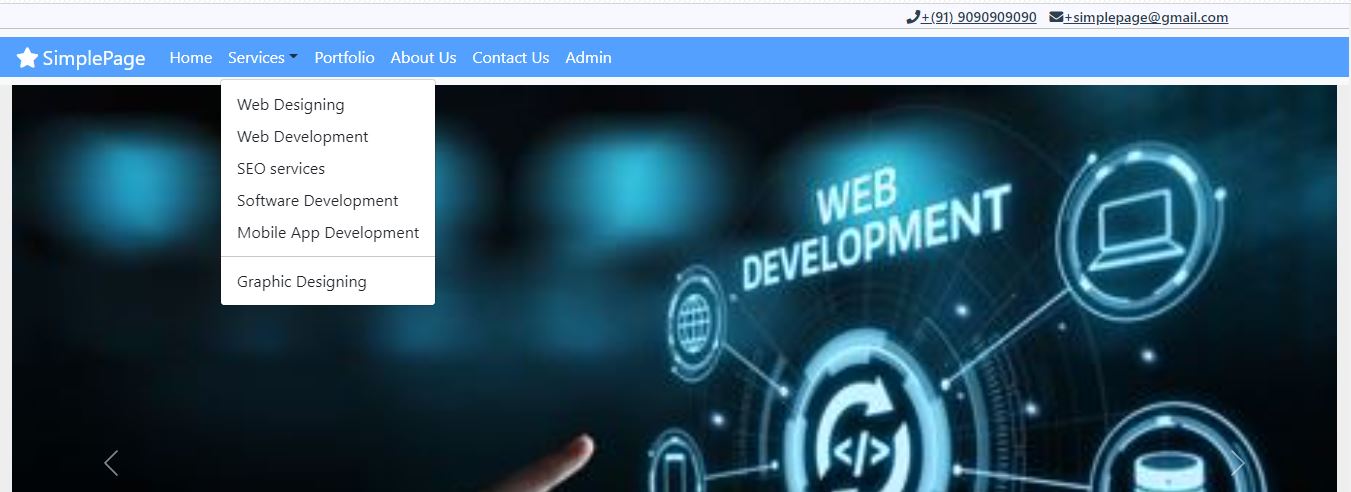 +(91) 9090909090 +simplepage@gmail.com
SimplePage Home Services Portfolio About Us Contact Us Admin
Web Designing
Web Development
SEO services
Software Development
Mobile App Development
Graphic Designing
WEB
DEVELOPMENT
</>